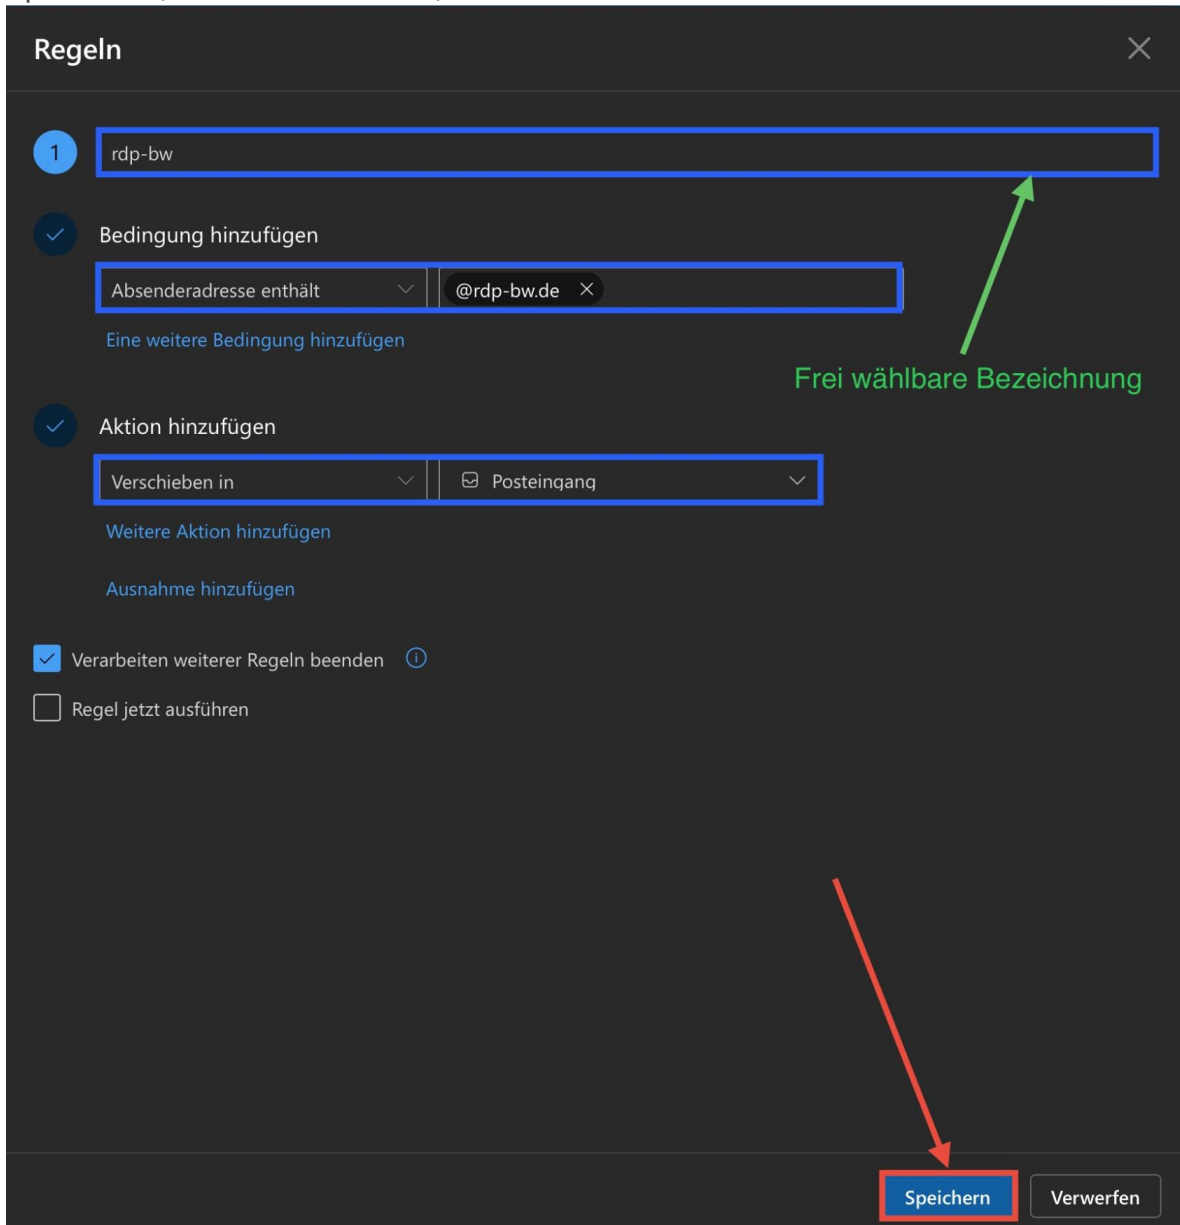 Regeln
1
rdp-bw
Bedingung hinzufügen
Absenderadresse enthält
@rdp-bw.de
Eine weitere Bedingung hinzufügen
Frei wählbare Bezeichnung
Aktion hinzufügen
Verschieben in
Posteingang
Weitere Aktion hinzufügen
Ausnahme hinzufügen
Verarbeiten weiterer Regeln beenden
Regel jetzt ausführen
Speichern
Verwerfen